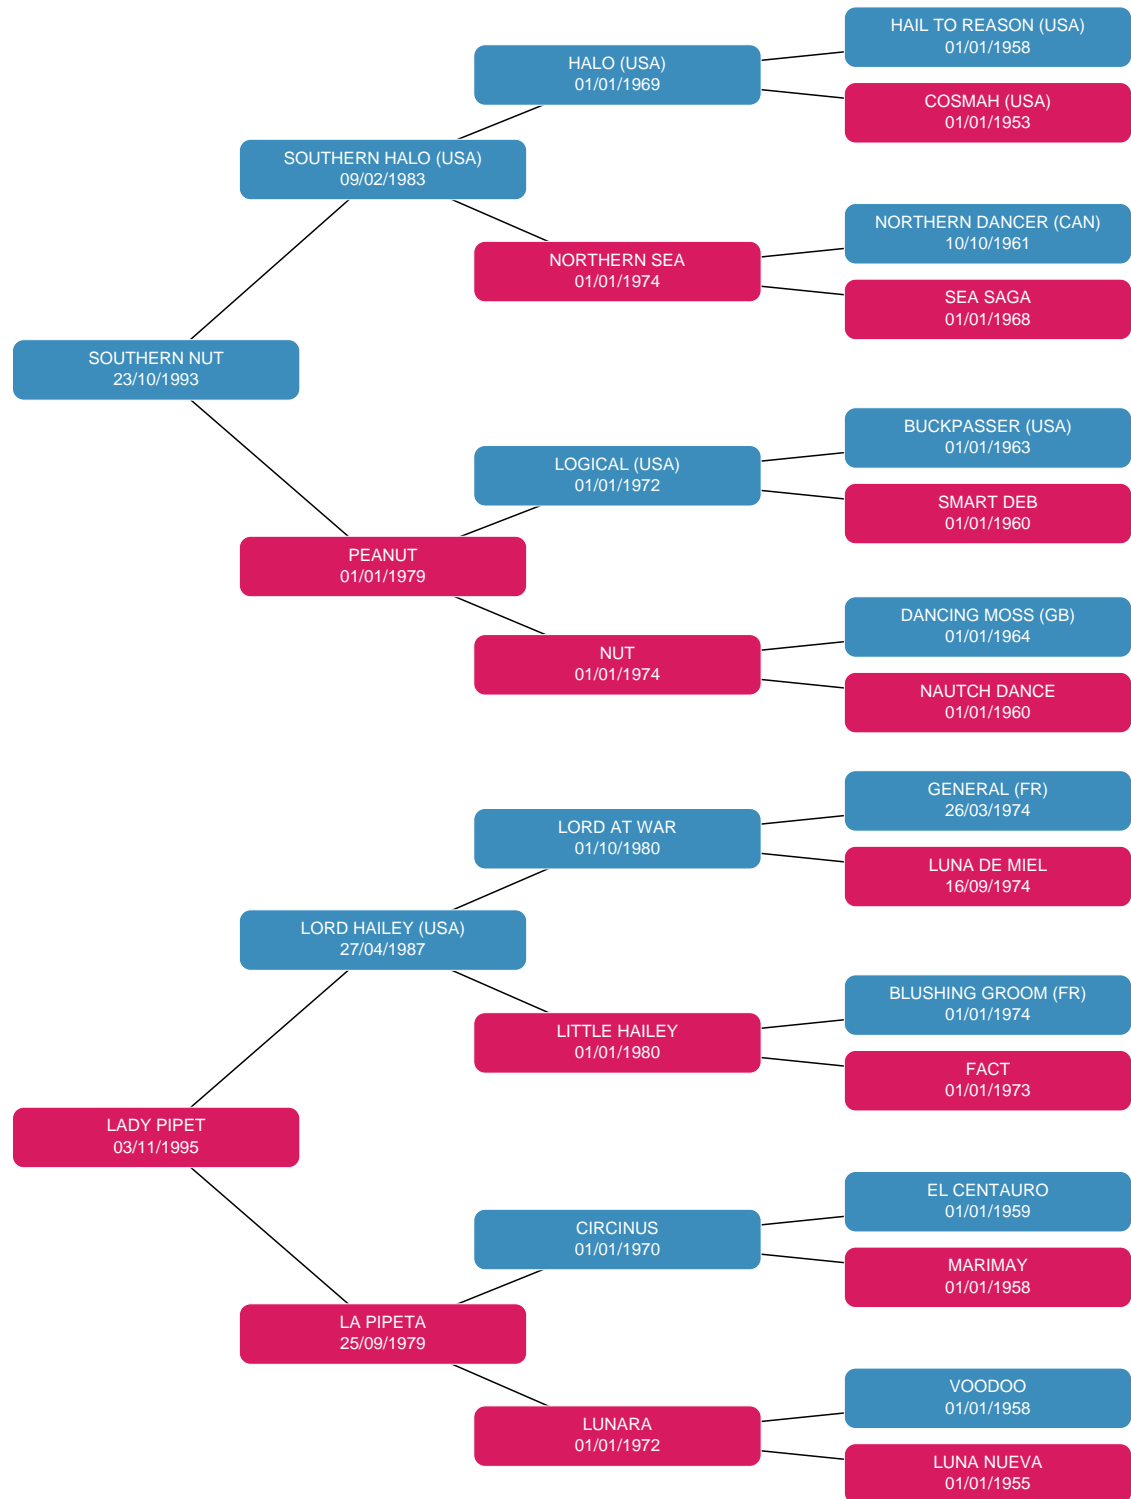 HAIL TO REASON (USA)
01/01/1958
HALO (USA)
01/01/1969
COSMAH (USA)
01/01/1953
SOUTHERN HALO (USA)
09/02/1983
NORTHERN DANCER (CAN)
10/10/1961
NORTHERN SEA
01/01/1974
SEA SAGA
01/01/1968
SOUTHERN NUT
23/10/1993
BUCKPASSER (USA)
01/01/1963
LOGICAL (USA)
01/01/1972
SMART DEB
01/01/1960
PEANUT
01/01/1979
DANCING MOSS (GB)
01/01/1964
NUT
01/01/1974
NAUTCH DANCE
01/01/1960
GENERAL (FR)
26/03/1974
LORD AT WAR
01/10/1980
LUNA DE MIEL
16/09/1974
LORD HAILEY (USA)
27/04/1987
BLUSHING GROOM (FR)
01/01/1974
LITTLE HAILEY
01/01/1980
FACT
01/01/1973
LADY PIPET
03/11/1995
EL CENTAURO
01/01/1959
CIRCINUS
01/01/1970
MARIMAY
01/01/1958
LA PIPETA
25/09/1979
VOODOO
01/01/1958
LUNARA
01/01/1972
LUNA NUEVA
01/01/1955